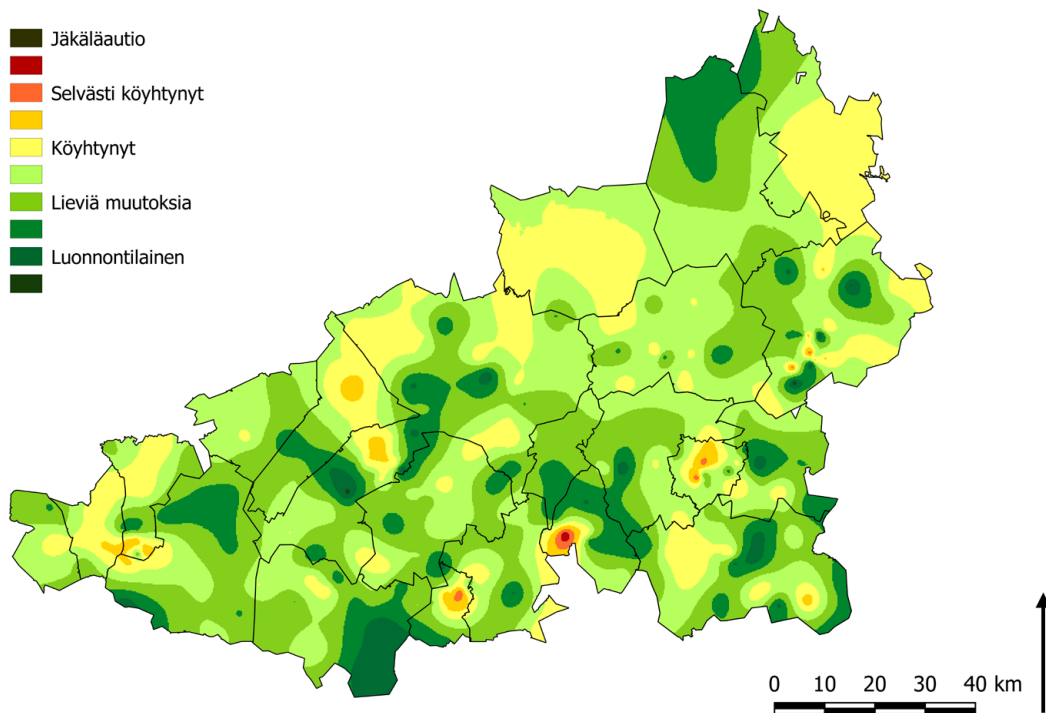 Jäkäläautio
Selvästi köyhtynyt
Köyhtynyt
Lieviä muutoksia
Luonnontilainen
0 10 20 30 40 km